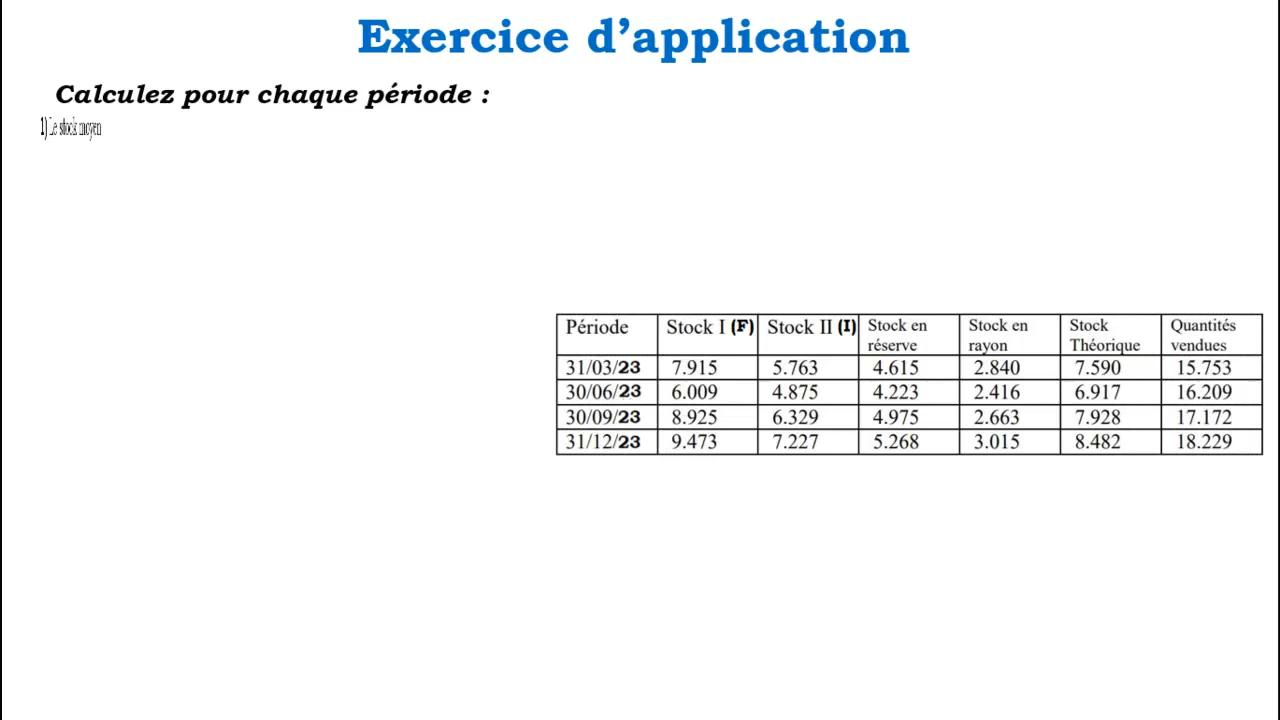 Exercice d’application
Calculez pour chaque période :
1) Le stock moyen
Période Stock I (F) Stock II (I) Stock en réserve Stock en rayon Stock Théorique Quantités vendues
31/03/23 7.915 5.763 4.615 2.840 7.590 15.753
30/06/23 6.009 4.875 4.223 2.416 6.917 16.209
30/09/23 8.925 6.329 4.975 2.663 7.928 17.172
31/12/23 9.473 7.227 5.268 3.015 8.482 18.229